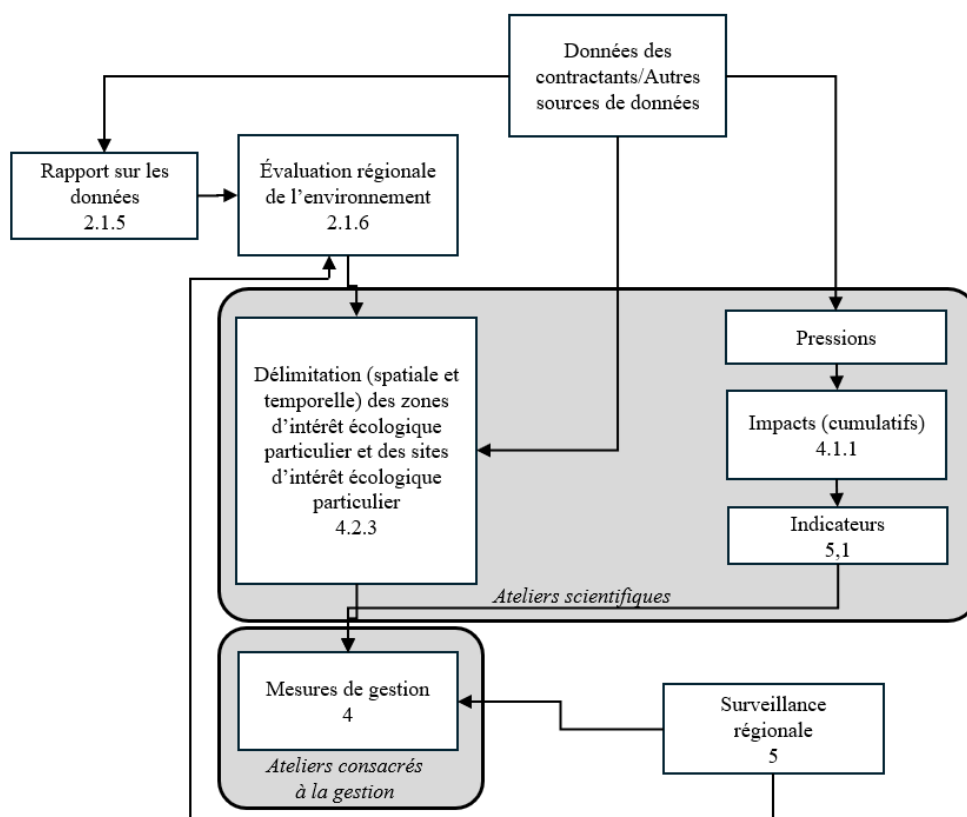 Données des
contractants/Autres
sources de données
Rapport sur les
données
2.1.5
Évaluation régionale
de l’environnement
2.1.6
Pressions
Délimitation (spatiale et
temporelle) des zones
d’intérêt écologique
particulier et des sites
d’intérêt écologique
particulier
4.2.3
Impacts (cumulatifs)
4.1.1
Indicateurs
5,1
Ateliers scientifiques
Mesures de gestion
4
Ateliers consacrés
à la gestion
Surveillance
régionale
5